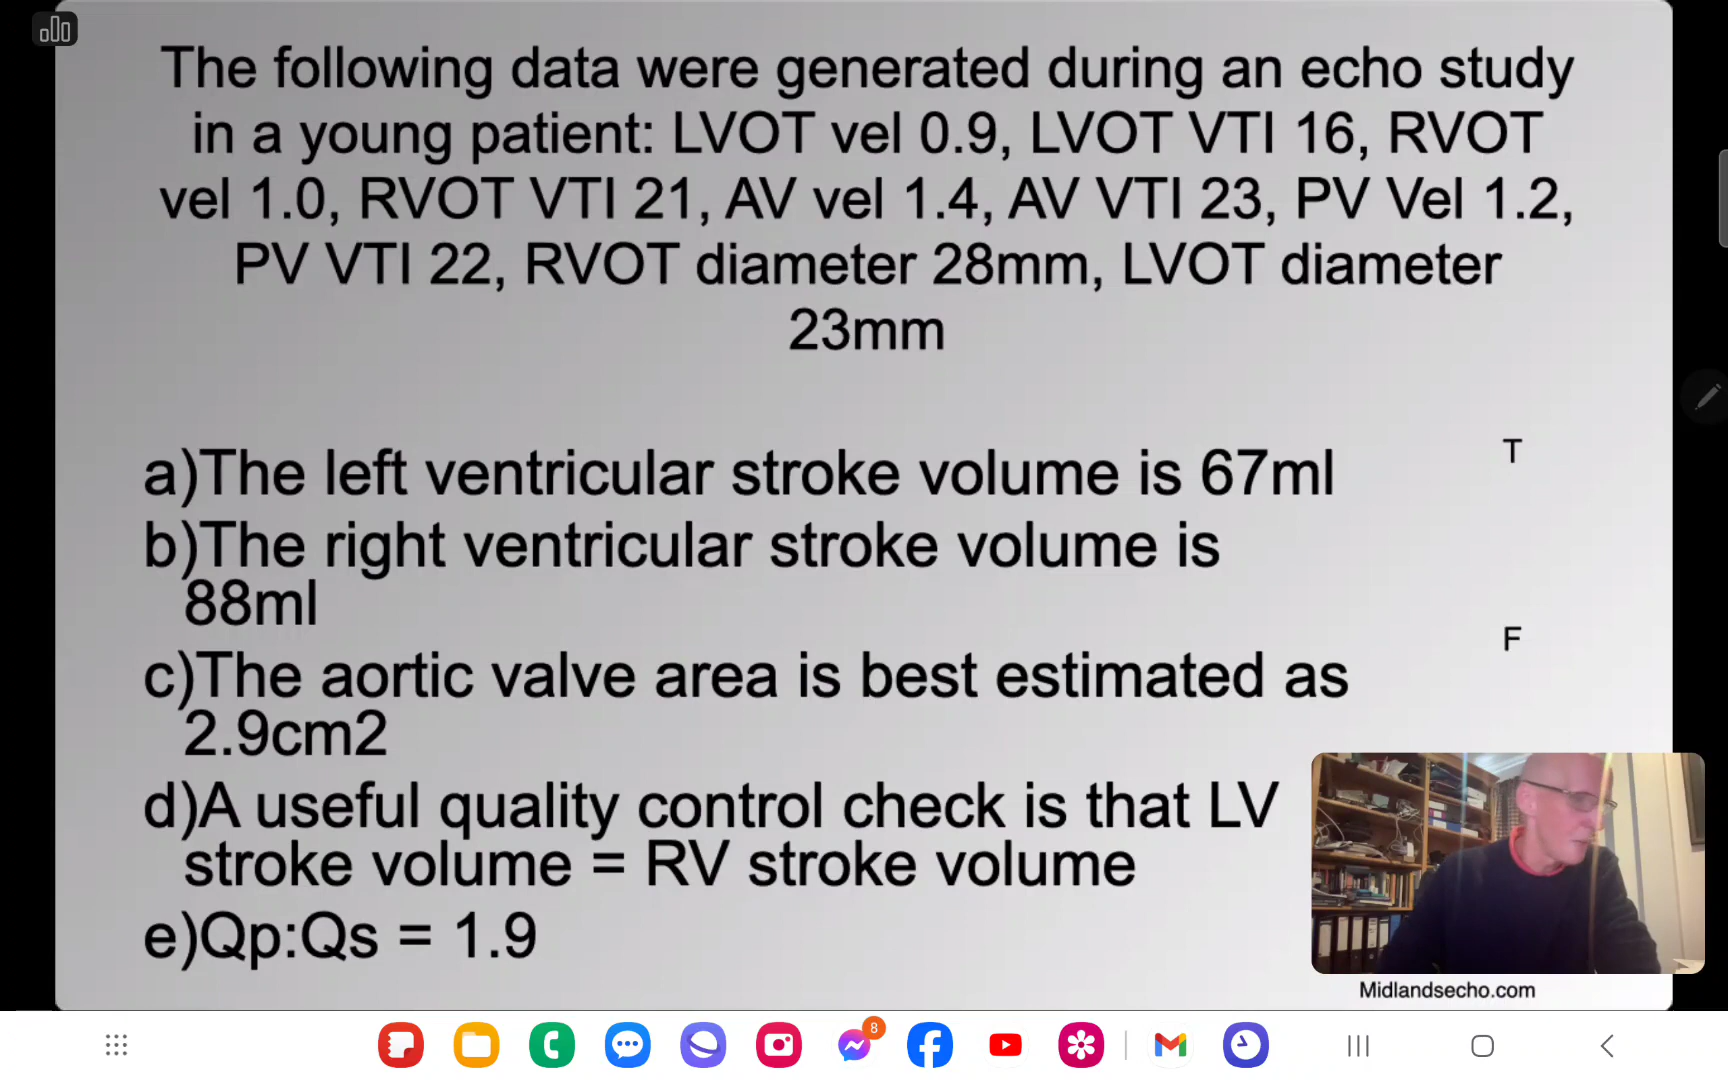 The following data were generated during an echo study
in a young patient: LVOT vel 0.9, LVOT VTI 16, RVOT
vel 1.0, RVOT VTI 21, AV vel 1.4, AV VTI 23, PV Vel 1.2,
PV VTI 22, RVOT diameter 28mm, LVOT diameter
23mm
a)The left ventricular stroke volume is 67ml
T
b)The right ventricular stroke volume is
88ml
F
c)The aortic valve area is best estimated as
2.9cm2
d)A useful quality control check is that LV
stroke volume = RV stroke volume
e)Qp:Qs = 1.9
Midlandsecho.com
8